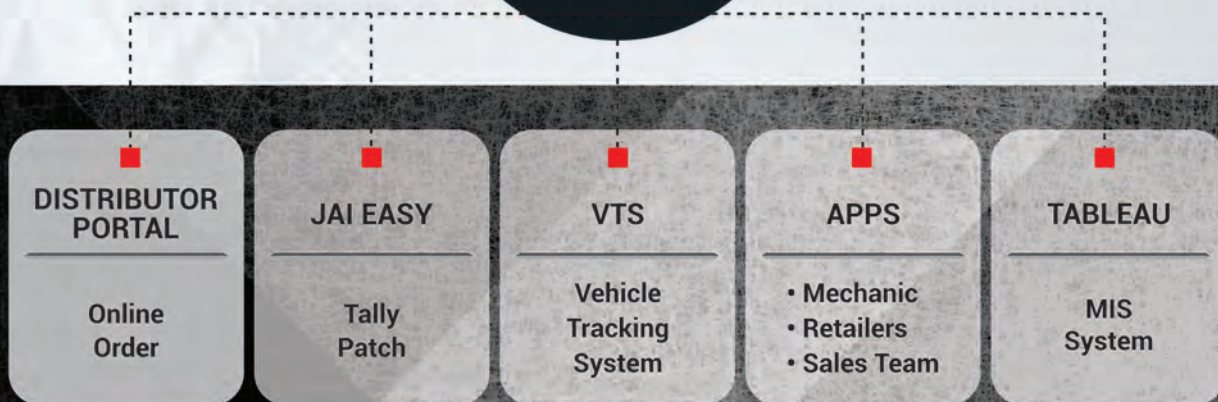 DISTRIBUTOR
PORTAL
Online
Order
JAI EASY
Tally
Patch
VTS
Vehicle
Tracking
System
APPS
• Mechanic
• Retailers
• Sales Team
TABLEAU
MIS
System